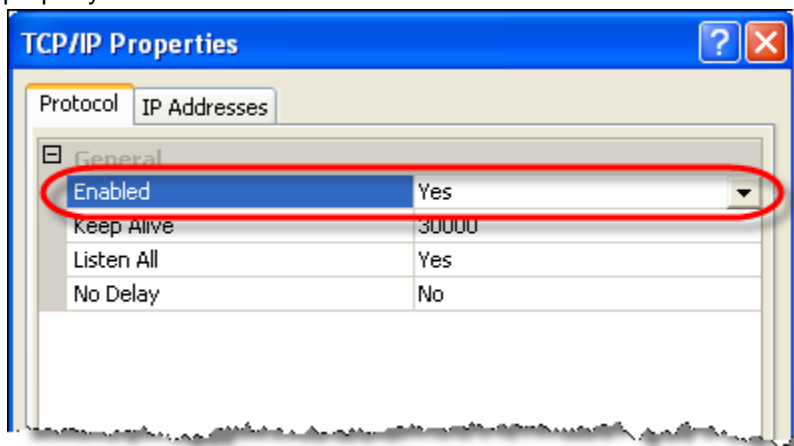 TCP/IP Properties
Protocol IP Addresses
General
Enabled Yes
Keep Alive 30000
Listen All Yes
No Delay No